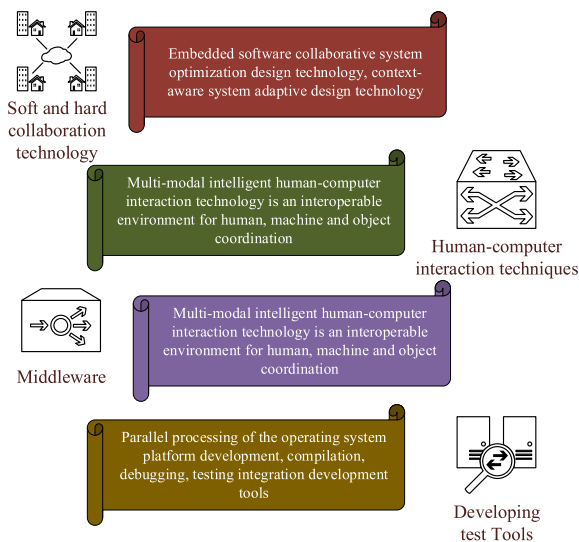 Embedded software collaborative system
optimization design technology, context-
aware system adaptive design technology
Soft and hard
collaboration
technology
Multi-modal intelligent human-computer
interaction technology is an interoperable
environment for human, machine and object
coordination
Human-computer
interaction techniques
Multi-modal intelligent human-computer
interaction technology is an interoperable
environment for human, machine and object
coordination
Middleware
Parallel processing of the operating system
platform development, compilation,
debugging, testing integration development
tools
Developing
test Tools